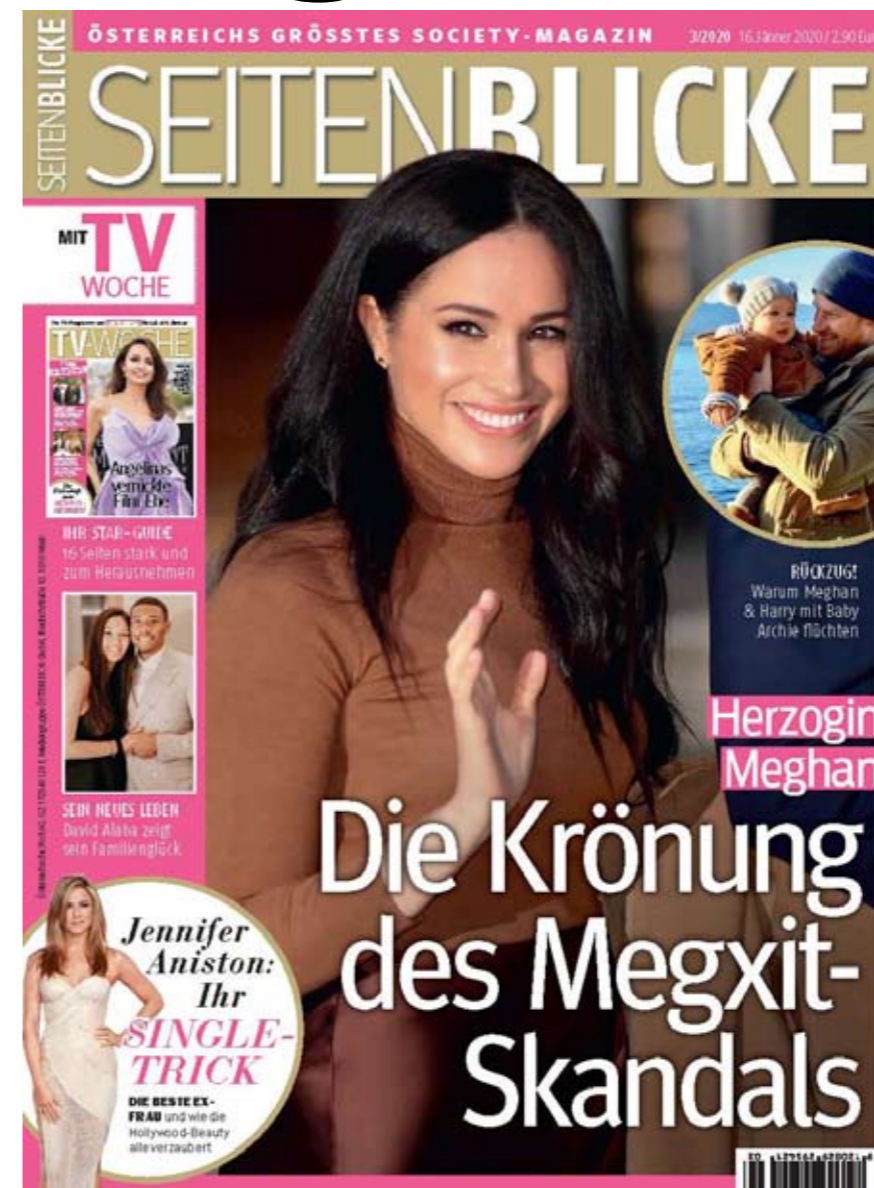 ÖSTERREICHS GRÖSSTES SOCIETY-MAGAZIN 3/2020 16. Jänner 2020 / 2,90 Eu
SEITENBLICKE
SEITENBLICKE
MIT TV
WOCHE
TV-WOCHE
Angelinas
verrückte
Film-Ehe
IHR STAR-GUIDE
16 Seiten stark und
zum Herausnehmen
RÜCKZUG!
Warum Meghan
& Harry mit Baby
Archie flüchten
Herzogin
Meghan
Die Krönung
des Megxit-
Skandals
SEIN NEUES LEBEN
David Alaba zeigt
sein Familienglück
Jennifer
Aniston:
Ihr
SINGLE-
TRICK
DIE BESTE EX-
FRAU und wie die
Hollywood-Beauty
alle verzaubert